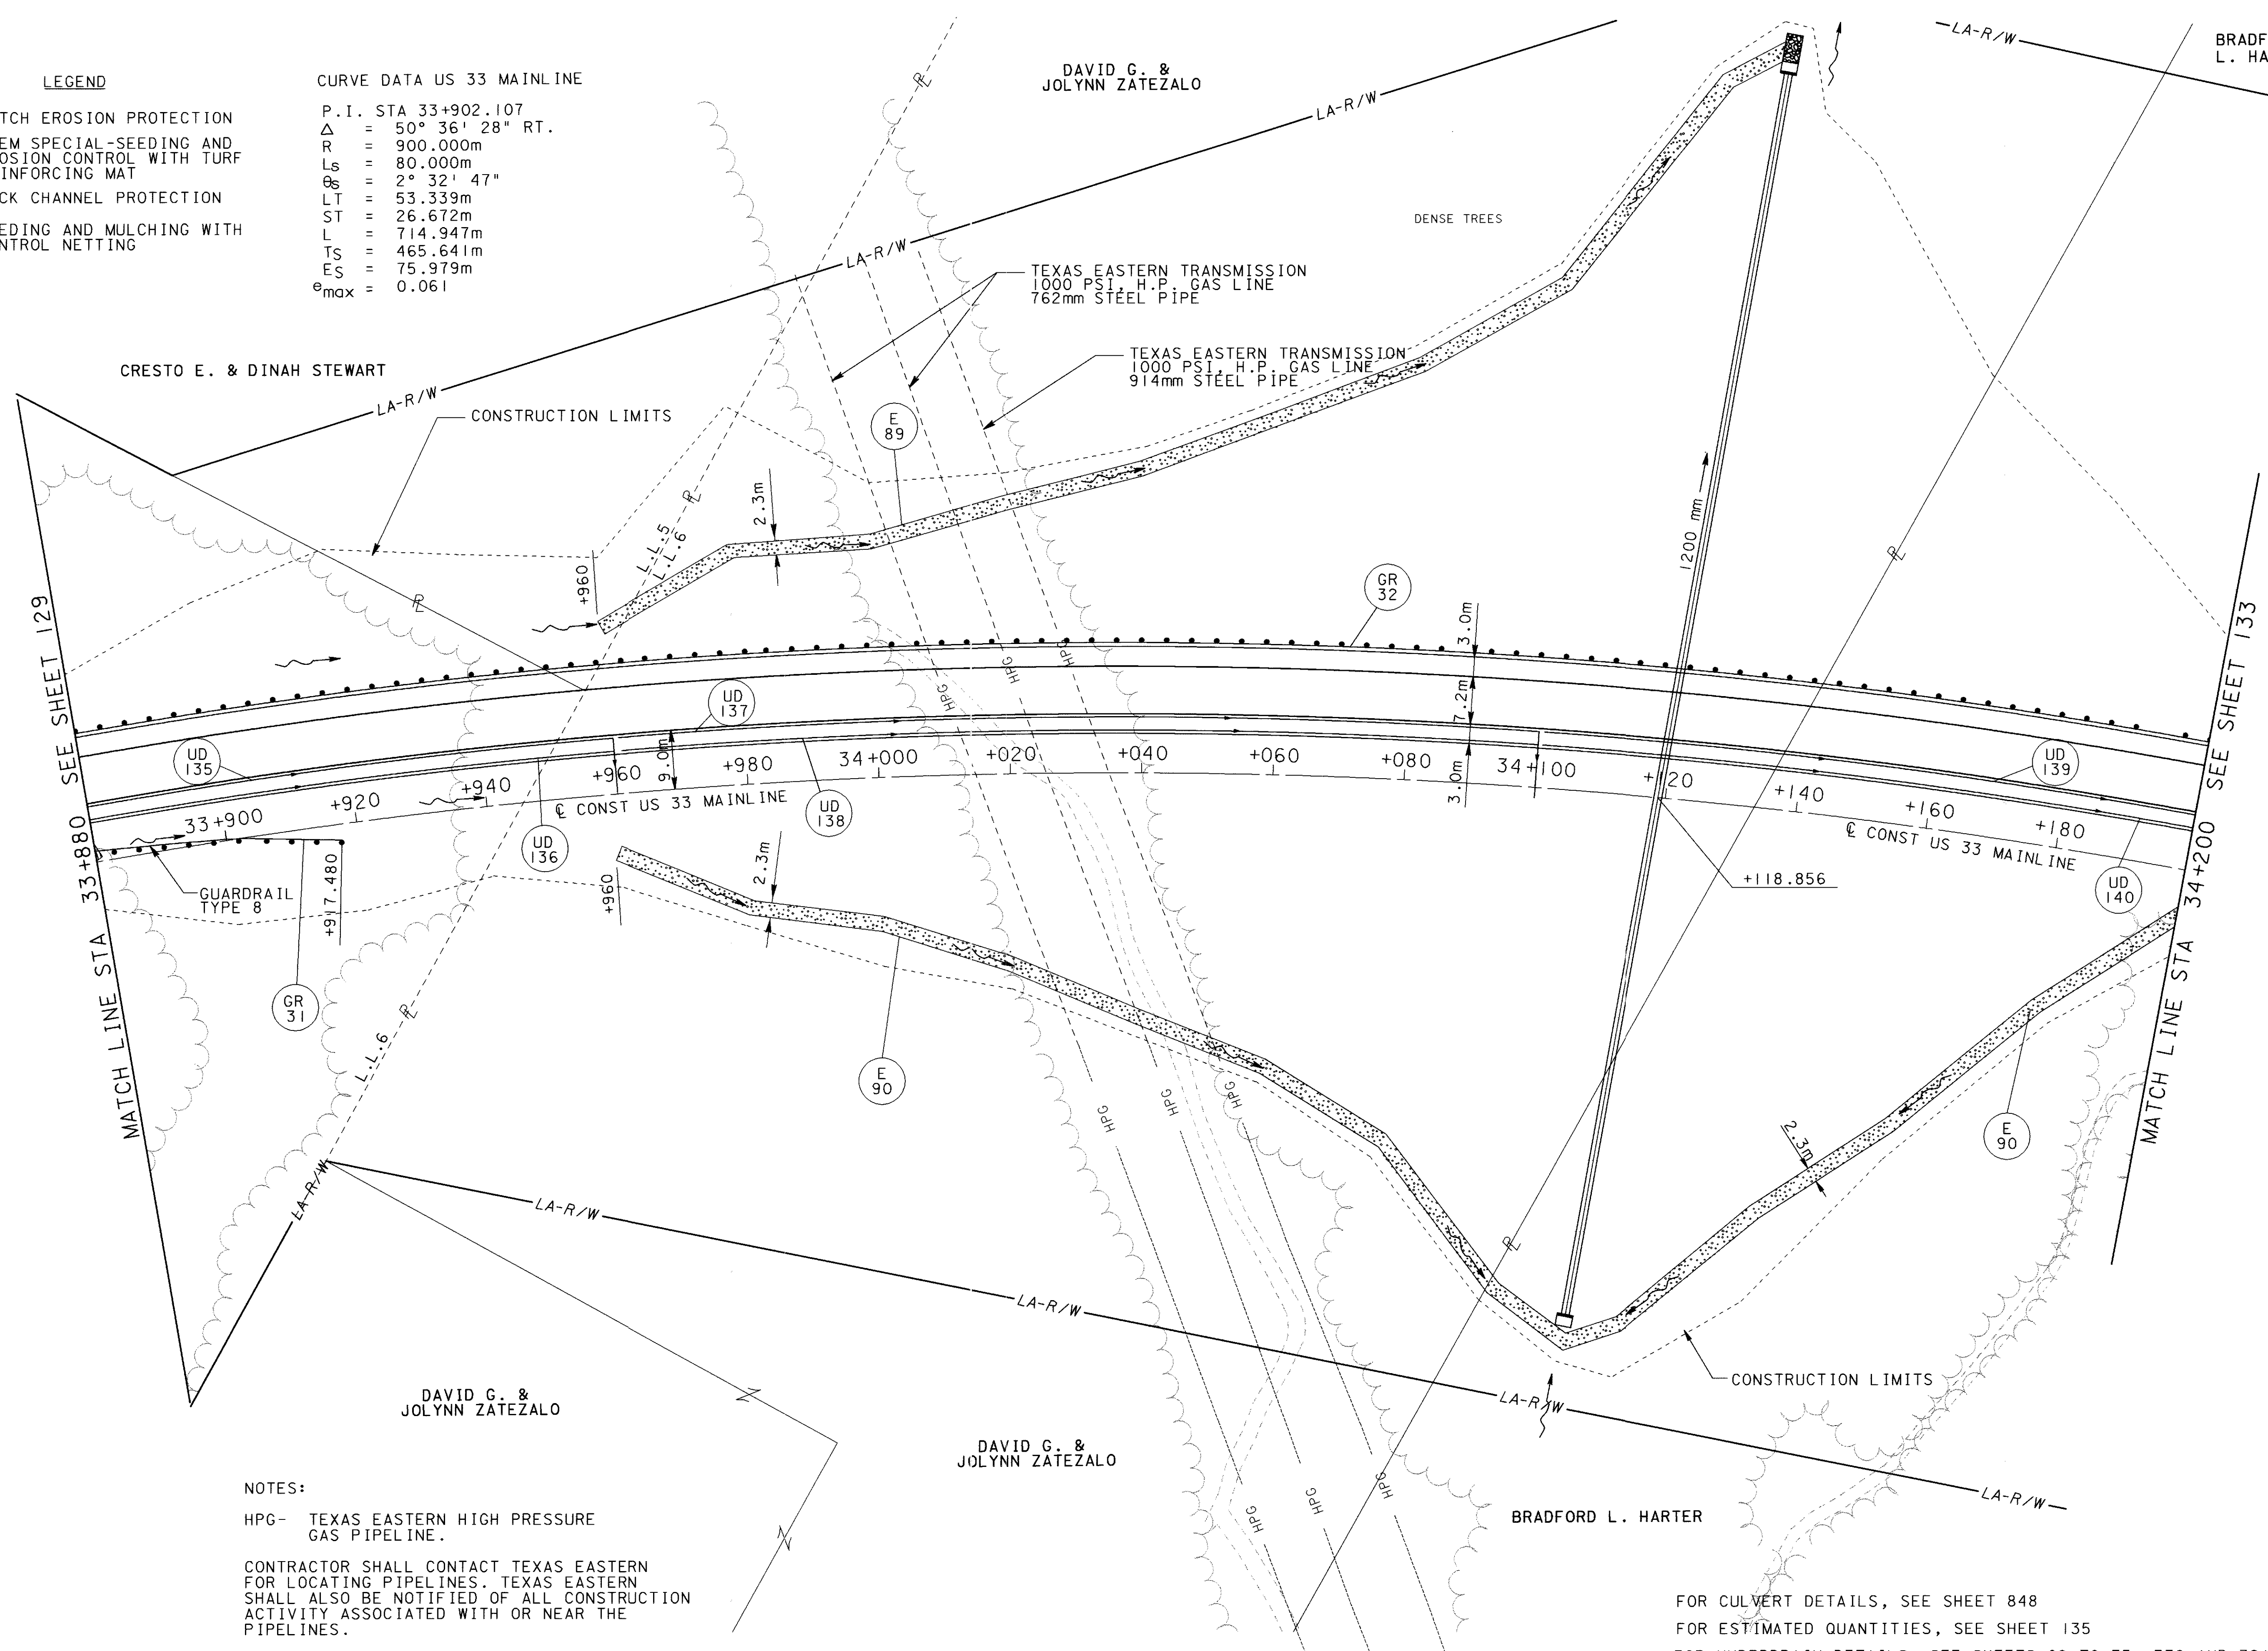 LEGEND
TCH EROSION PROTECTION
EM SPECIAL-SEEDING AND
OSION CONTROL WITH TURF
INFORCING MAT
CK CHANNEL PROTECTION
EDING AND MULCHING WITH
NTROL NETTING
CURVE DATA US 33 MAINLINE
P.I. STA 33+902.107
Δ = 50° 36' 28" RT.
R = 900.000m
Ls = 80.000m
θs = 2° 32' 47"
LT = 53.339m
ST = 26.672m
L = 714.947m
TS = 465.641m
ES = 75.979m
emax = 0.061
DAVID G. &
JOLYNN ZATEZALO
LA-R/W
BRADF
L. HA
LA-R/W
DENSE TREES
LA-R/W
TEXAS EASTERN TRANSMISSION
1000 PSI, H.P. GAS LINE
762mm STEEL PIPE
TEXAS EASTERN TRANSMISSION
1000 PSI, H.P. GAS LINE
914mm STEEL PIPE
CRESTO E. & DINAH STEWART
LA-R/W
CONSTRUCTION LIMITS
E
89
PL
PL
2.3m
L.L.5
L.L.6
+960
PL
1200 mm
PL
GR
32
3.0m
7.2m
3.0m
HPG
HPG
HPG
SEE SHEET 129
MATCH LINE STA 33+880
UD
135
UD
137
9.0m
UD
139
33+900
+920
+940
+960
+980
34+000
+020
+040
+060
+080
34+100
+120
+140
+160
+180
℄ CONST US 33 MAINLINE
℄ CONST US 33 MAINLINE
UD
136
UD
138
UD
140
+118.856
SEE SHEET 133
MATCH LINE STA 34+200
GUARDRAIL
TYPE 8
+917.480
GR
31
+960
2.3m
E
90
PL
L.L.6
LA-R/W
HPG
HPG
HPG
2.3m
E
90
LA-R/W
LA-R/W
PL
LA-R/W
CONSTRUCTION LIMITS
LA-R/W
DAVID G. &
JOLYNN ZATEZALO
DAVID G. &
JOLYNN ZATEZALO
HPG
HPG
HPG
BRADFORD L. HARTER
NOTES:
HPG- TEXAS EASTERN HIGH PRESSURE
GAS PIPELINE.
CONTRACTOR SHALL CONTACT TEXAS EASTERN
FOR LOCATING PIPELINES. TEXAS EASTERN
SHALL ALSO BE NOTIFIED OF ALL CONSTRUCTION
ACTIVITY ASSOCIATED WITH OR NEAR THE
PIPELINES.
FOR CULVERT DETAILS, SEE SHEET 848
FOR ESTIMATED QUANTITIES, SEE SHEET 135